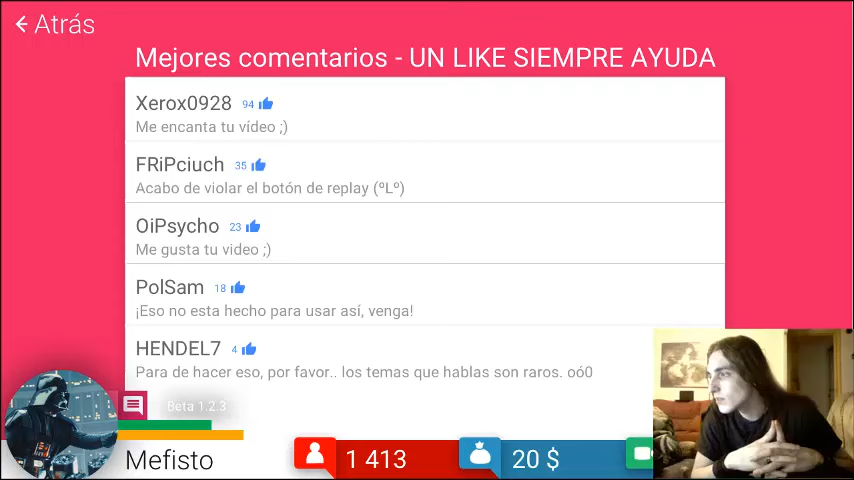 Atrás
Mejores comentarios - UN LIKE SIEMPRE AYUDA
Xerox0928 94
Me encanta tu vídeo ;)
FRiPciuch 35
Acabo de violar el botón de replay (ºLº)
OiPsycho 23
Me gusta tu video ;)
PolSam 18
¡Eso no esta hecho para usar así, venga!
HENDEL7 4
Para de hacer eso, por favor.. los temas que hablas son raros. oó0
Beta 1.2.3
Mefisto 1 413 20 $